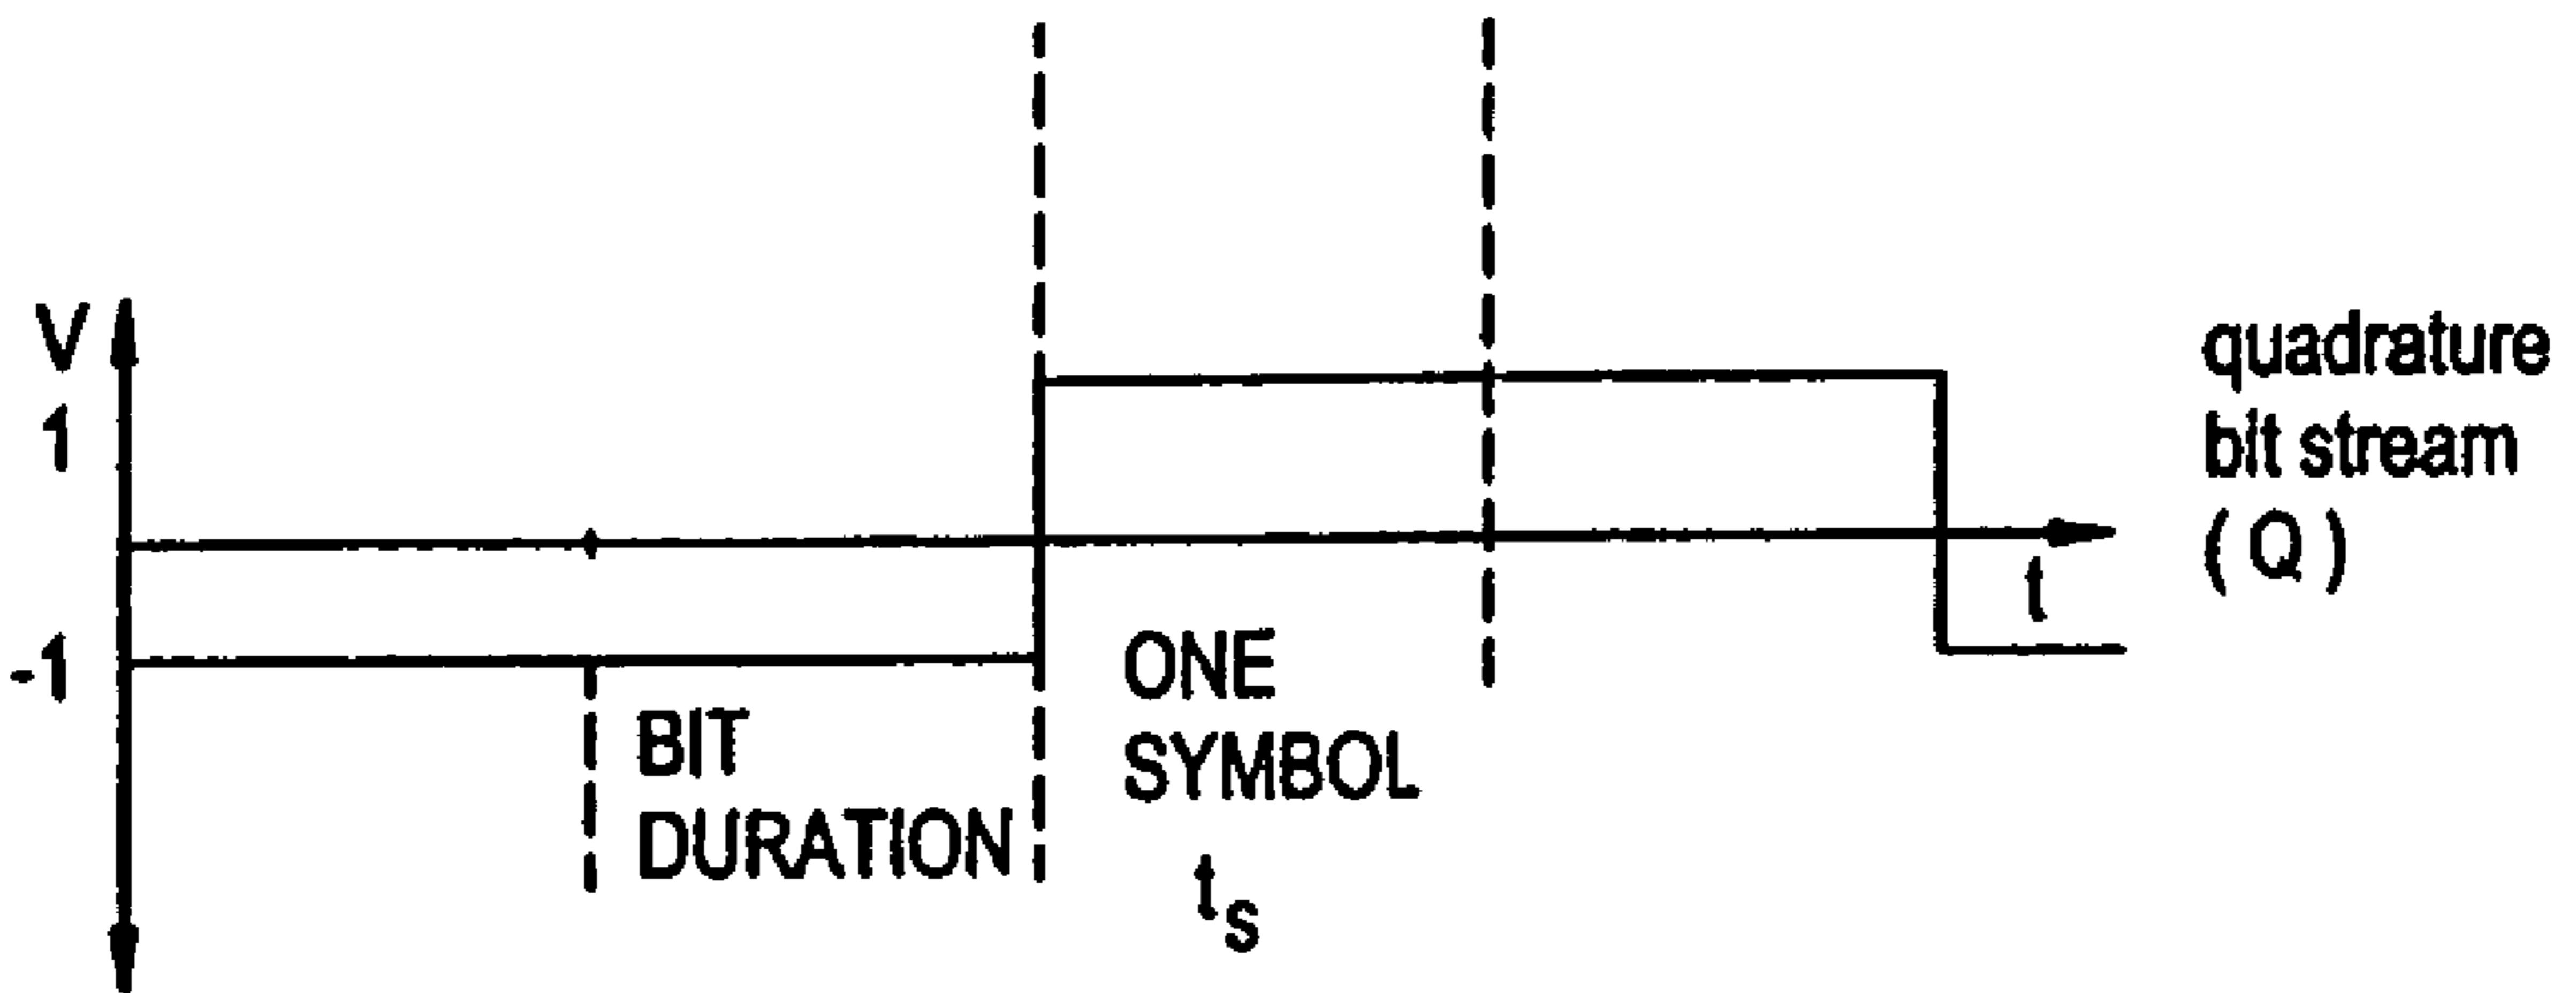 V
1
-1
BIT
DURATION
ONE
SYMBOL
t_s
t
quadrature
bit stream
( Q )